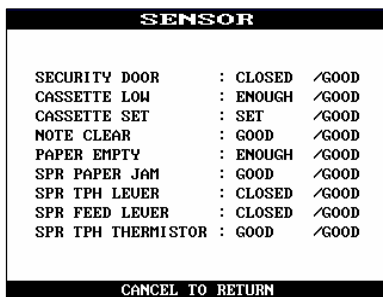 SENSOR
SECURITY DOOR : CLOSED /GOOD
CASSETTE LOW : ENOUGH /GOOD
CASSETTE SET : SET /GOOD
NOTE CLEAR : GOOD /GOOD
PAPER EMPTY : ENOUGH /GOOD
SPR PAPER JAM : GOOD /GOOD
SPR TPH LEVER : CLOSED /GOOD
SPR FEED LEVER : CLOSED /GOOD
SPR TPH THERMISTOR : GOOD /GOOD
CANCEL TO RETURN